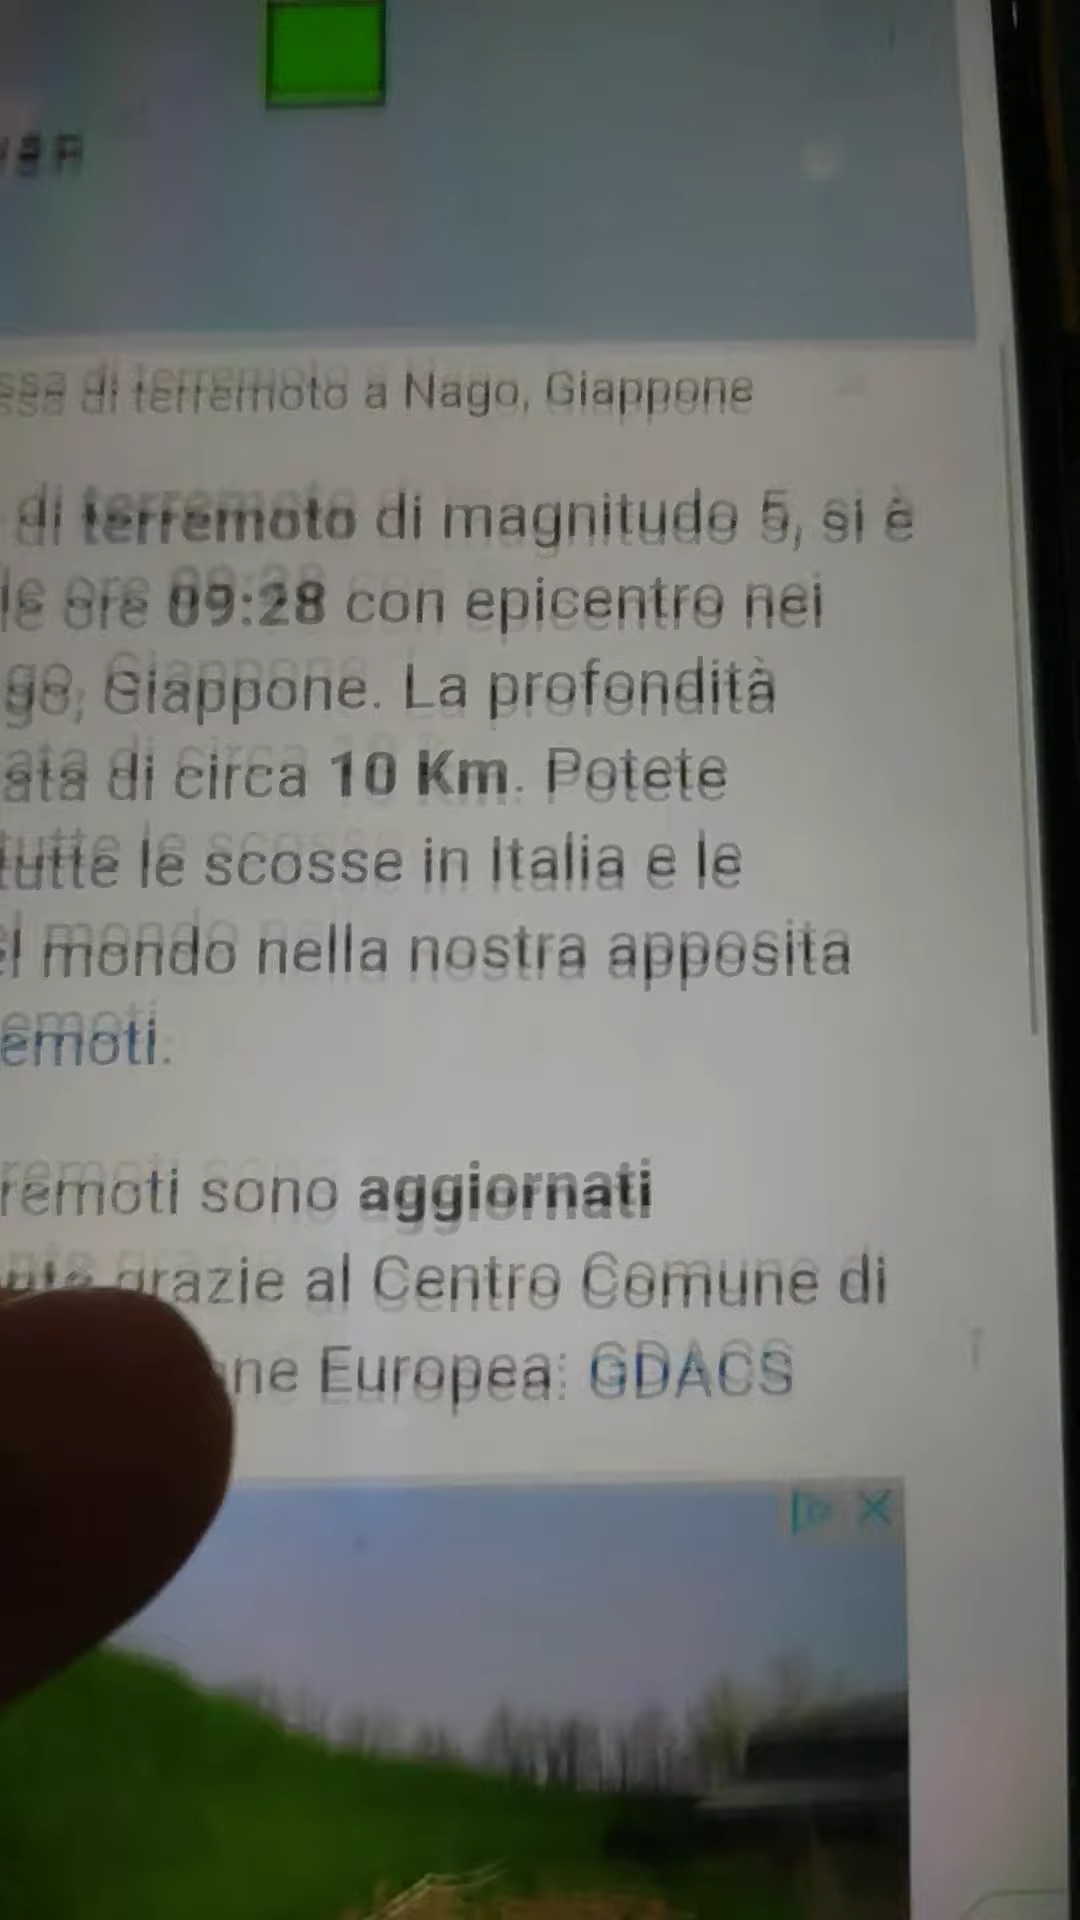 di terremoto a Nago, Giappone
di terremoto di magnitudo 5, si è
ore 09:28 con epicentro nei
Giappone. La profondità
di circa 10 Km. Potete
tutte le scosse in Italia e le
mondo nella nostra apposita
emoti.
remoti sono aggiornati
grazie al Centro Comune di
ne Europea: GDACS